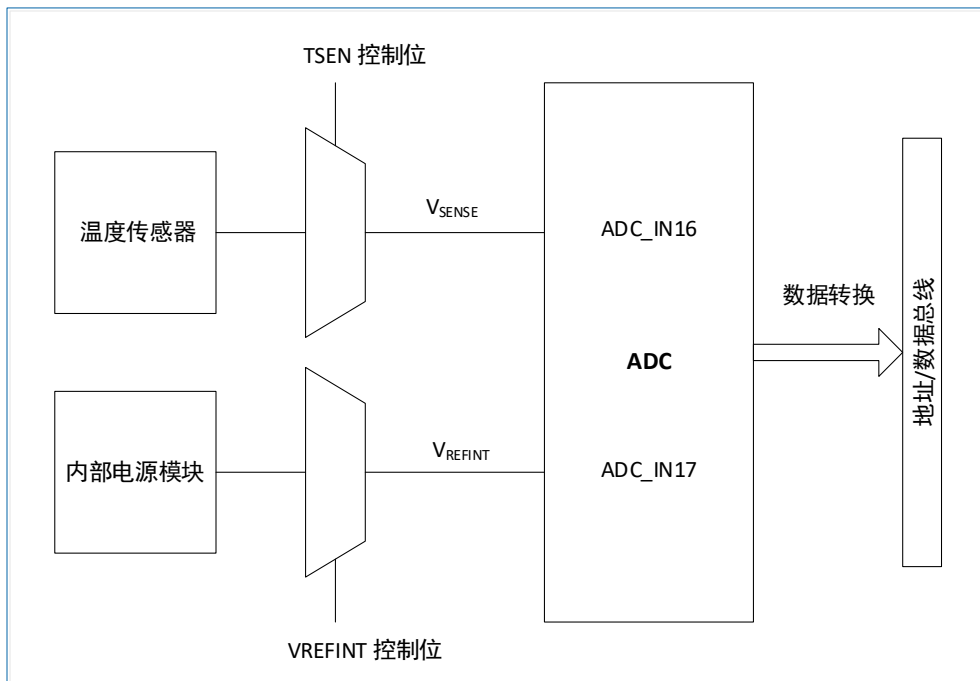 TSEN 控制位
温度传感器
VSENSE
ADC_IN16
数据转换
地址/数据总线
ADC
内部电源模块
VREFINT
ADC_IN17
VREFINT 控制位